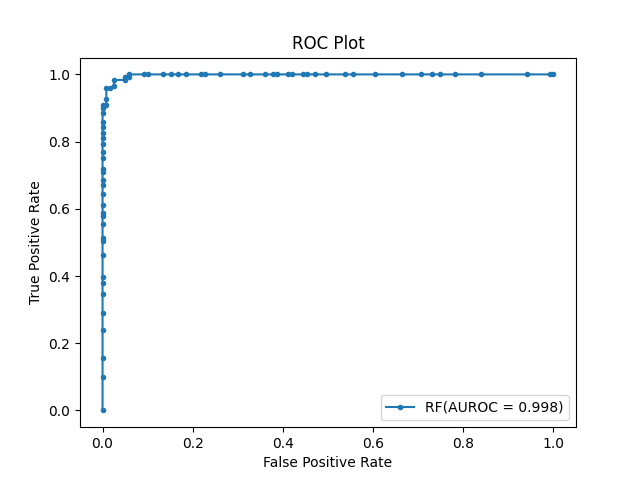 ROC Plot
True Positive Rate
1.0
0.8
0.6
0.4
0.2
0.0
0.0 0.2 0.4 0.6 0.8 1.0
False Positive Rate
RF(AUROC = 0.998)